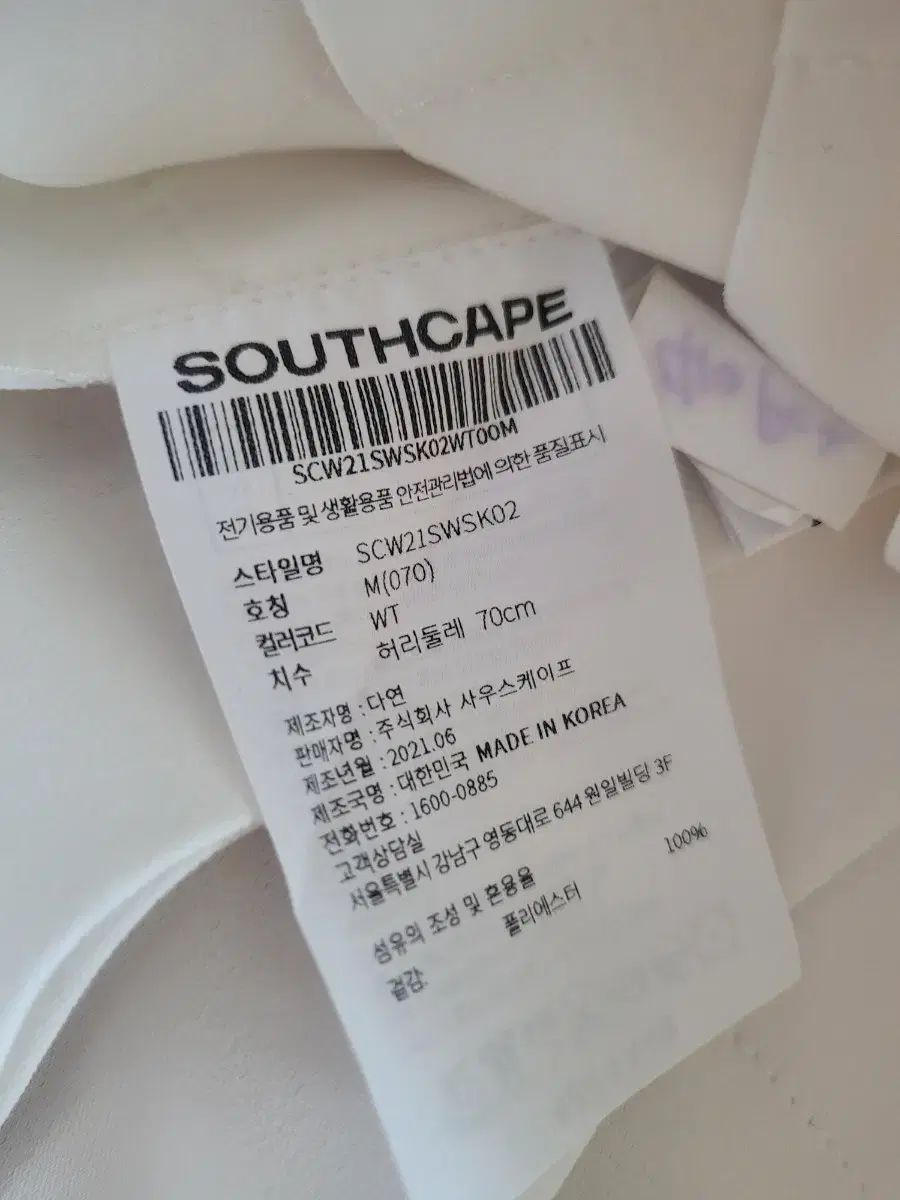 SOUTHCAPE
SCW21SWSK02WT00M
전기용품 및 생활용품 안전관리법에 의한 품질표시
스타일명 SCW21SWSK02
호칭 M(070)
컬러코드 WT
치수 허리둘레 70cm
제조자명 : 다연
판매자명 : 주식회사 사우스케이프
제조년월 : 2021.06
제조국명 : 대한민국 MADE IN KOREA
전화번호 : 1600-0885
고객상담실
서울특별시 강남구 영동대로 644 원일빌딩 3F
섬유의 조성 및 혼용율
겉감 폴리에스터 100%